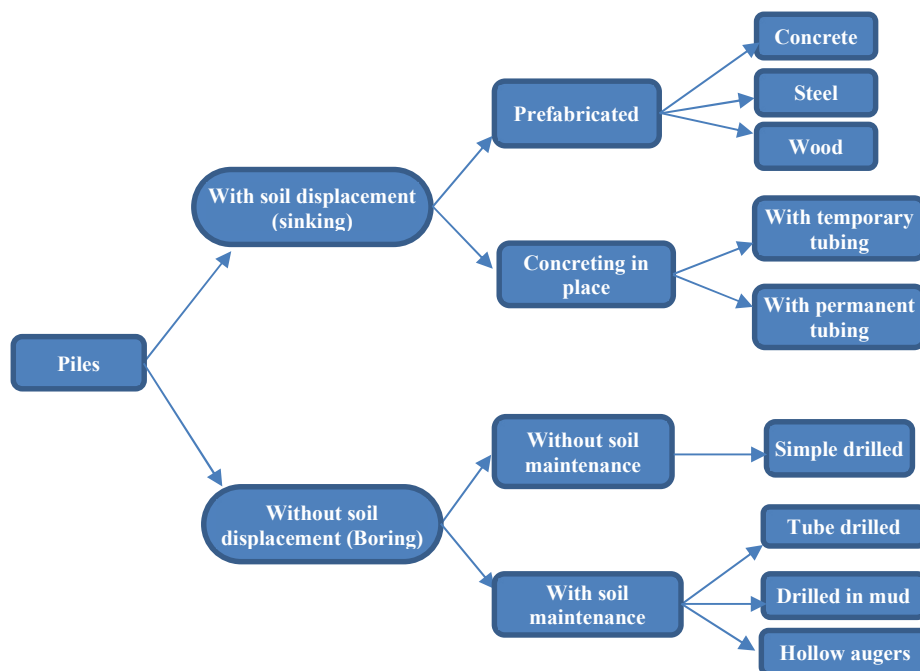 Concrete
Steel
Prefabricated
Wood
With soil displacement
(sinking)
With temporary
tubing
Concreting in
place
With permanent
tubing
Piles
Without soil
maintenance
Simple drilled
Without soil
displacement (Boring)
Tube drilled
With soil
maintenance
Drilled in mud
Hollow augers